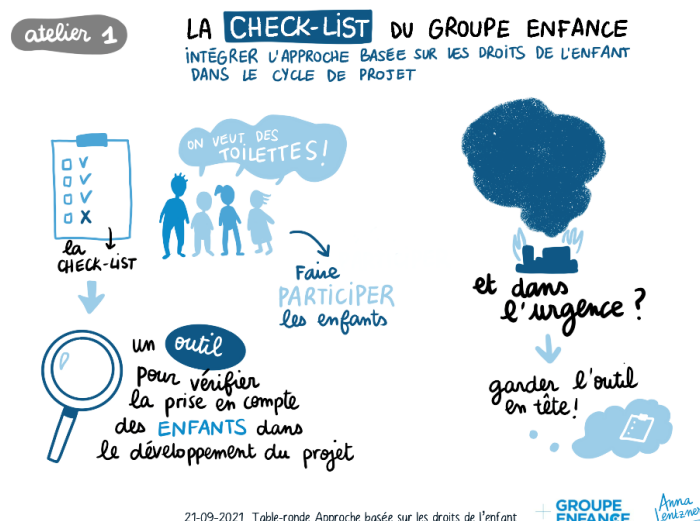 atelier 1
LA CHECK-LIST DU GROUPE ENFANCE
INTÉGRER L'APPROCHE BASÉE SUR LES DROITS DE L'ENFANT
DANS LE CYCLE DE PROJET
ON VEUT DES
TOILETTES !
la
CHECK-LIST
Faire
PARTICIPER
les enfants
un outil
pour vérifier
la prise en compte
des ENFANTS dans
le développement du projet
et dans
l'urgence ?
garder l'outil
en tête !
21-09-2021 Table-ronde Approche basée sur les droits de l'enfant
+ GROUPE
ENFANCE
Anna
Lentzner